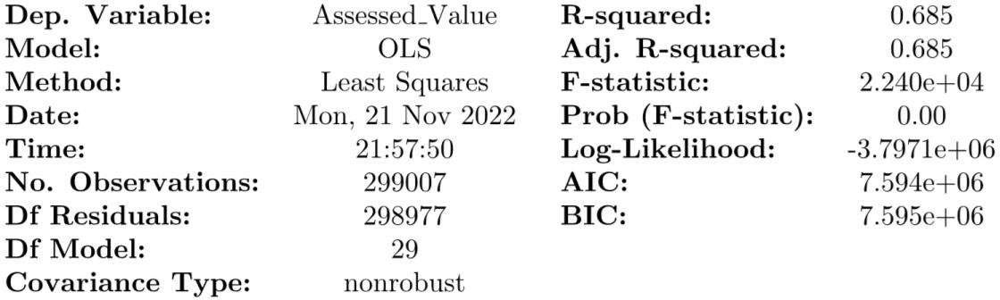 Dep. Variable: Assessed_Value R-squared: 0.685
Model: OLS Adj. R-squared: 0.685
Method: Least Squares F-statistic: 2.240e+04
Date: Mon, 21 Nov 2022 Prob (F-statistic): 0.00
Time: 21:57:50 Log-Likelihood: -3.7971e+06
No. Observations: 299007 AIC: 7.594e+06
Df Residuals: 298977 BIC: 7.595e+06
Df Model: 29
Covariance Type: nonrobust